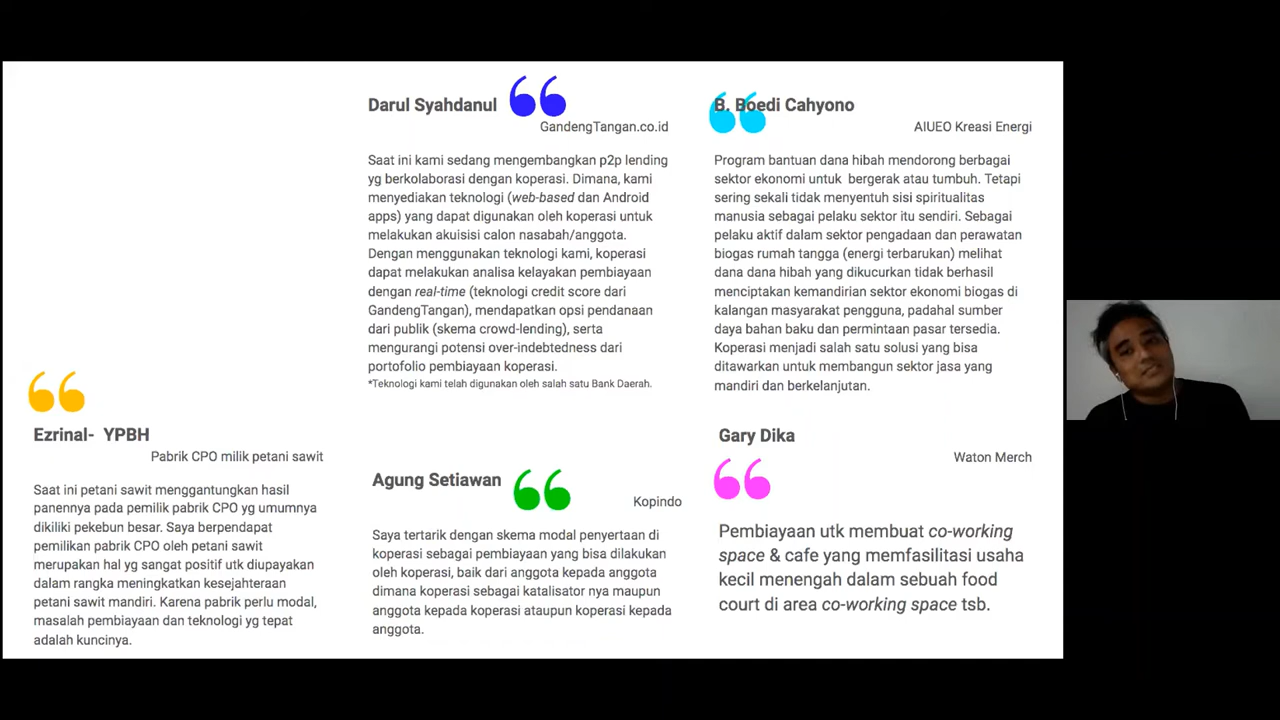 Darul Syahdanul
GandengTangan.co.id
Saat ini kami sedang mengembangkan p2p lending
yg berkolaborasi dengan koperasi. Dimana, kami
menyediakan teknologi (web-based dan Android
apps) yang dapat digunakan oleh koperasi untuk
melakukan akuisisi calon nasabah/anggota.
Dengan menggunakan teknologi kami, koperasi
dapat melakukan analisa kelayakan pembiayaan
dengan real-time (teknologi credit score dari
GandengTangan), mendapatkan opsi pendanaan
dari publik (skema crowd-lending), serta
mengurangi potensi over-indebtedness dari
portofolio pembiayaan koperasi.
*Teknologi kami telah digunakan oleh salah satu Bank Daerah.
B. Boedi Cahyono
AIUEO Kreasi Energi
Program bantuan dana hibah mendorong berbagai
sektor ekonomi untuk bergerak atau tumbuh. Tetapi
sering sekali tidak menyentuh sisi spiritualitas
manusia sebagai pelaku sektor itu sendiri. Sebagai
pelaku aktif dalam sektor pengadaan dan perawatan
biogas rumah tangga (energi terbarukan) melihat
dana dana hibah yang dikucurkan tidak berhasil
menciptakan kemandirian sektor ekonomi biogas di
kalangan masyarakat pengguna, padahal sumber
daya bahan baku dan permintaan pasar tersedia.
Koperasi menjadi salah satu solusi yang bisa
ditawarkan untuk membangun sektor jasa yang
mandiri dan berkelanjutan.
Ezrinal- YPBH
Pabrik CPO milik petani sawit
Saat ini petani sawit menggantungkan hasil
panennya pada pemilik pabrik CPO yg umumnya
dikiliki pekebun besar. Saya berpendapat
pemilikan pabrik CPO oleh petani sawit
merupakan hal yg sangat positif utk diupayakan
dalam rangka meningkatkan kesejahteraan
petani sawit mandiri. Karena pabrik perlu modal,
masalah pembiayaan dan teknologi yg tepat
adalah kuncinya.
Agung Setiawan
Kopindo
Saya tertarik dengan skema modal penyertaan di
koperasi sebagai pembiayaan yang bisa dilakukan
oleh koperasi, baik dari anggota kepada anggota
dimana koperasi sebagai katalisator nya maupun
anggota kepada koperasi ataupun koperasi kepada
anggota.
Gary Dika
Waton Merch
Pembiayaan utk membuat co-working
space & cafe yang memfasilitasi usaha
kecil menengah dalam sebuah food
court di area co-working space tsb.